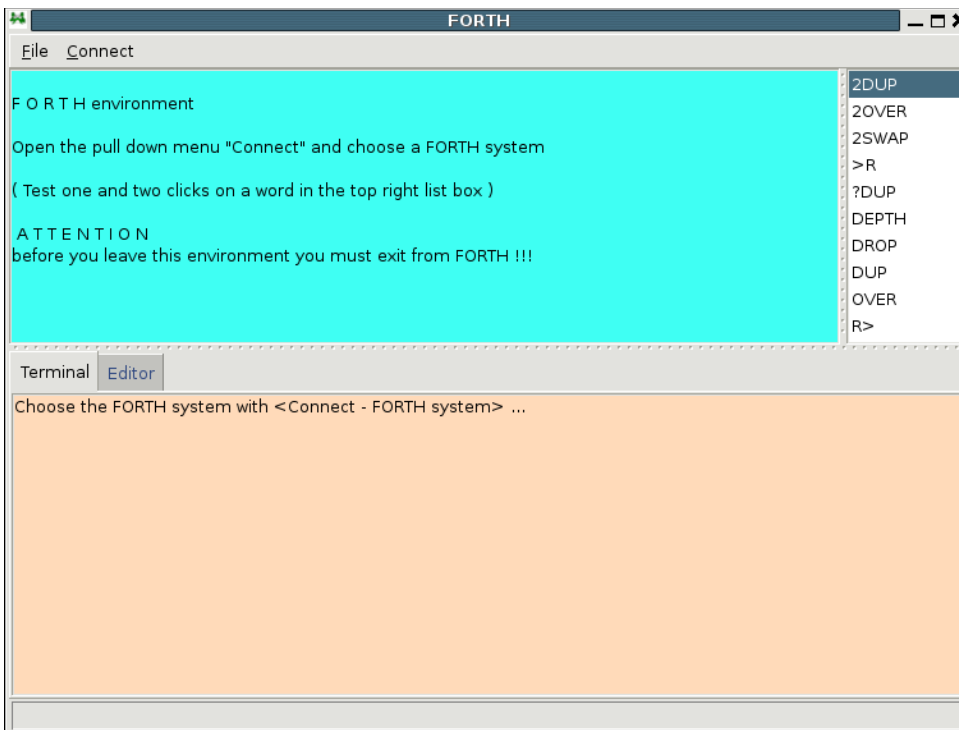 FORTH
File Connect
F O R T H environment
Open the pull down menu "Connect" and choose a FORTH system
( Test one and two clicks on a word in the top right list box )
A T T E N T I O N
before you leave this environment you must exit from FORTH !!!
2DUP
2OVER
2SWAP
>R
?DUP
DEPTH
DROP
DUP
OVER
R>
Terminal Editor
Choose the FORTH system with <Connect - FORTH system> ...